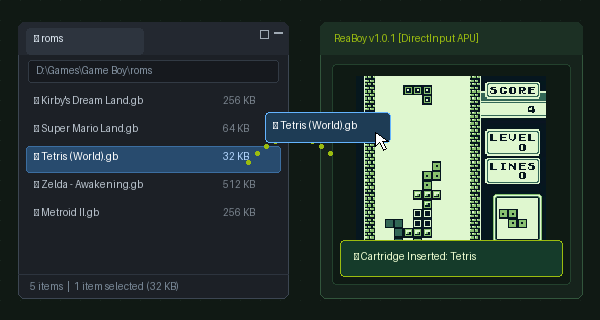 roms
D:\Games\Game Boy\roms
Kirby's Dream Land.gb 256 KB
Super Mario Land.gb 64 KB
Tetris (World).gb 32 KB
Zelda - Awakening.gb 512 KB
Metroid II.gb 256 KB
5 items | 1 item selected (32 KB)
Tetris (World).gb
ReaBoy v1.0.1 [DirectInput APU]
SCORE
4
LEVEL
0
LINES
0
Cartridge Inserted: Tetris